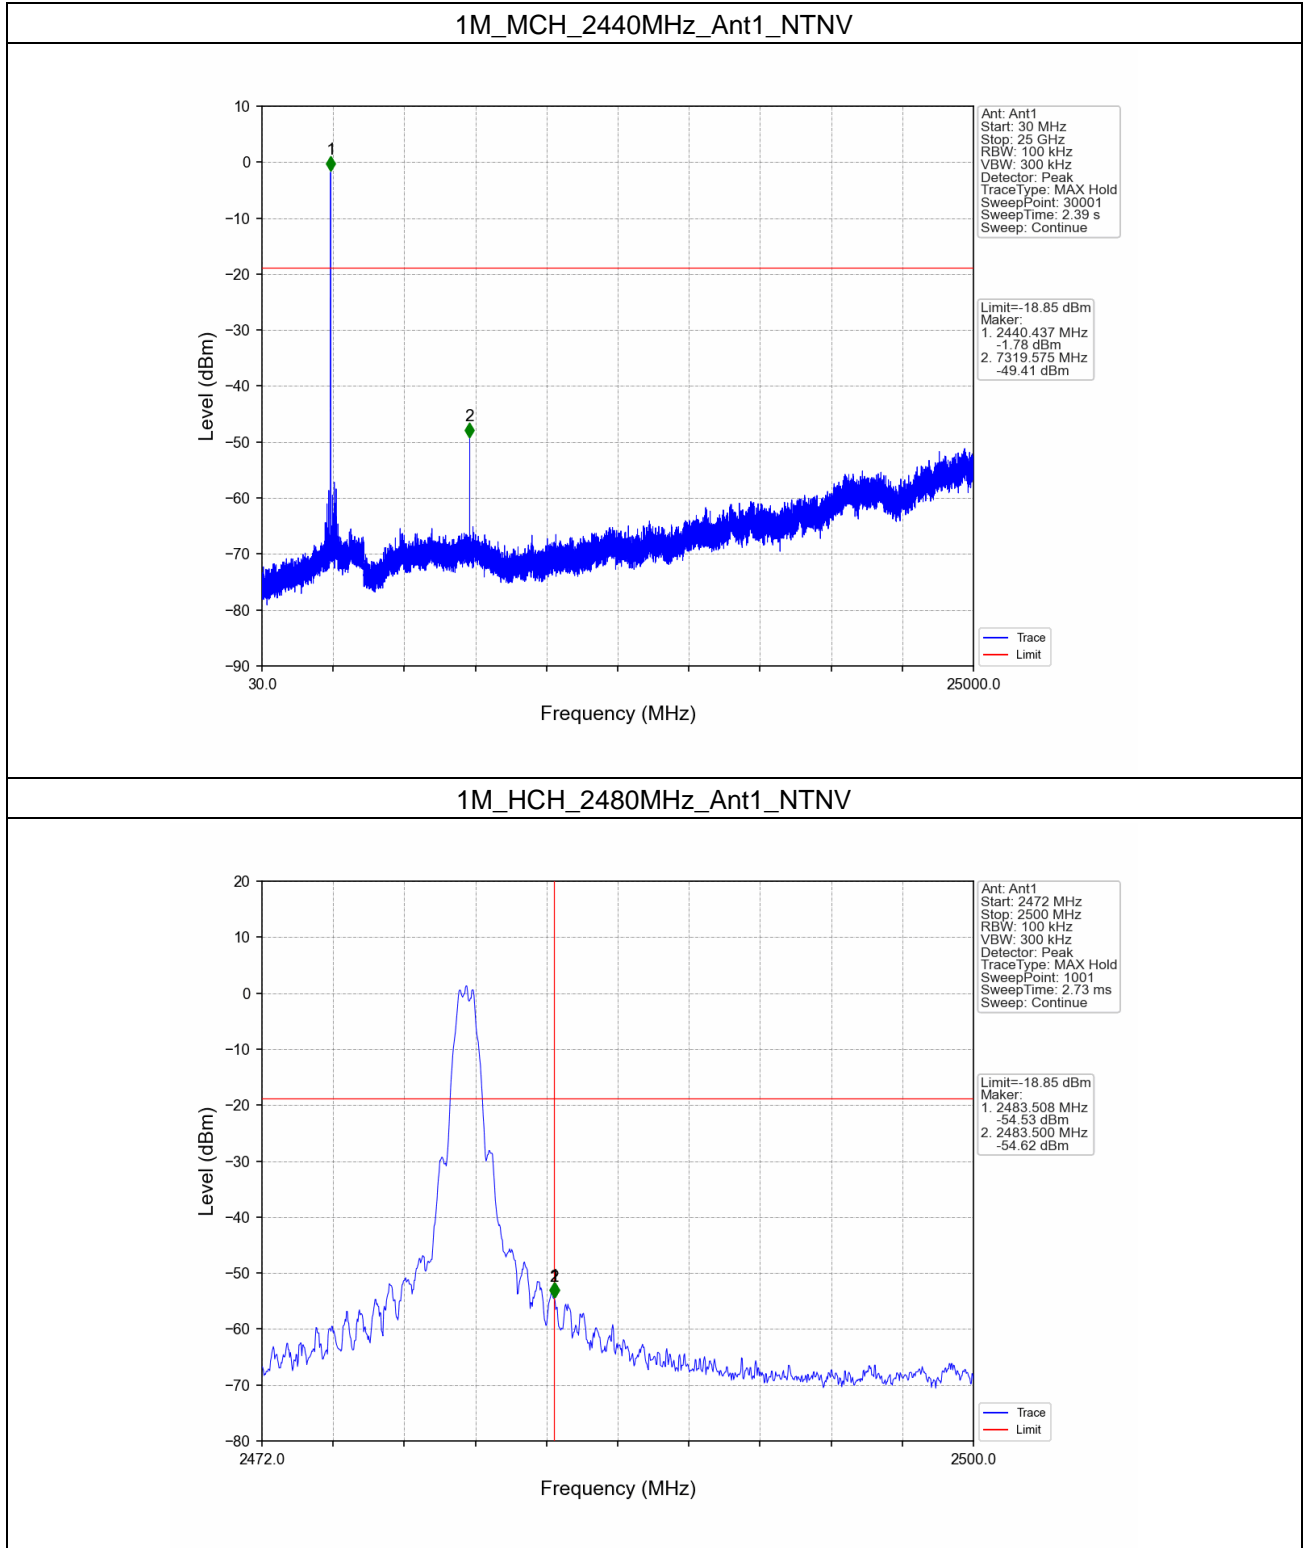 1M_MCH_2440MHz_Ant1_NTNV
10
0
−10
−20
−30
−40
−50
−60
−70
−80
−90
Level (dBm)
1
2
30.0
25000.0
Frequency (MHz)
Ant: Ant1
Start: 30 MHz
Stop: 25 GHz
RBW: 100 kHz
VBW: 300 kHz
Detector: Peak
TraceType: MAX Hold
SweepPoint: 30001
SweepTime: 2.39 s
Sweep: Continue
Limit=-18.85 dBm
Maker:
1. 2440.437 MHz
-1.78 dBm
2. 7319.575 MHz
-49.41 dBm
Trace
Limit
1M_HCH_2480MHz_Ant1_NTNV
20
10
0
−10
−20
−30
−40
−50
−60
−70
−80
Level (dBm)
1
2
2472.0
2500.0
Frequency (MHz)
Ant: Ant1
Start: 2472 MHz
Stop: 2500 MHz
RBW: 100 kHz
VBW: 300 kHz
Detector: Peak
TraceType: MAX Hold
SweepPoint: 1001
SweepTime: 2.73 ms
Sweep: Continue
Limit=-18.85 dBm
Maker:
1. 2483.508 MHz
-54.53 dBm
2. 2483.500 MHz
-54.62 dBm
Trace
Limit